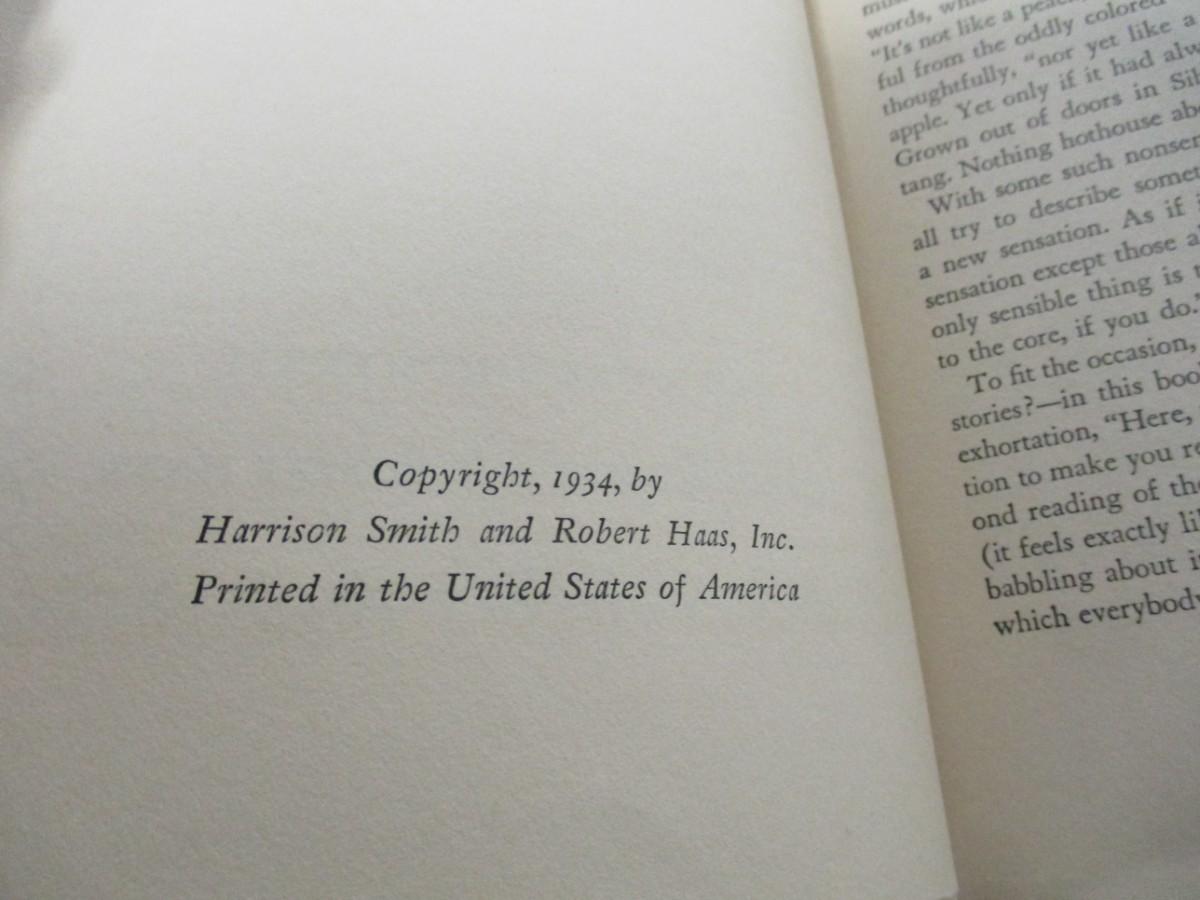 Copyright, 1934, by
Harrison Smith and Robert Haas, Inc.
Printed in the United States of America
words,
“It's not like a
ful from the oddly colored
thoughtfully, “nor yet like a
apple. Yet only if it had
Grown out of doors in
tang. Nothing hothouse
With some such
all try to describe
a new sensation. As if
sensation except those
only sensible thing is
to the core, if you do.
To fit the occasion,
stories?—in this
exhortation, “Here,
tion to make you
ond reading of
(it feels exactly
babbling about
which everybody